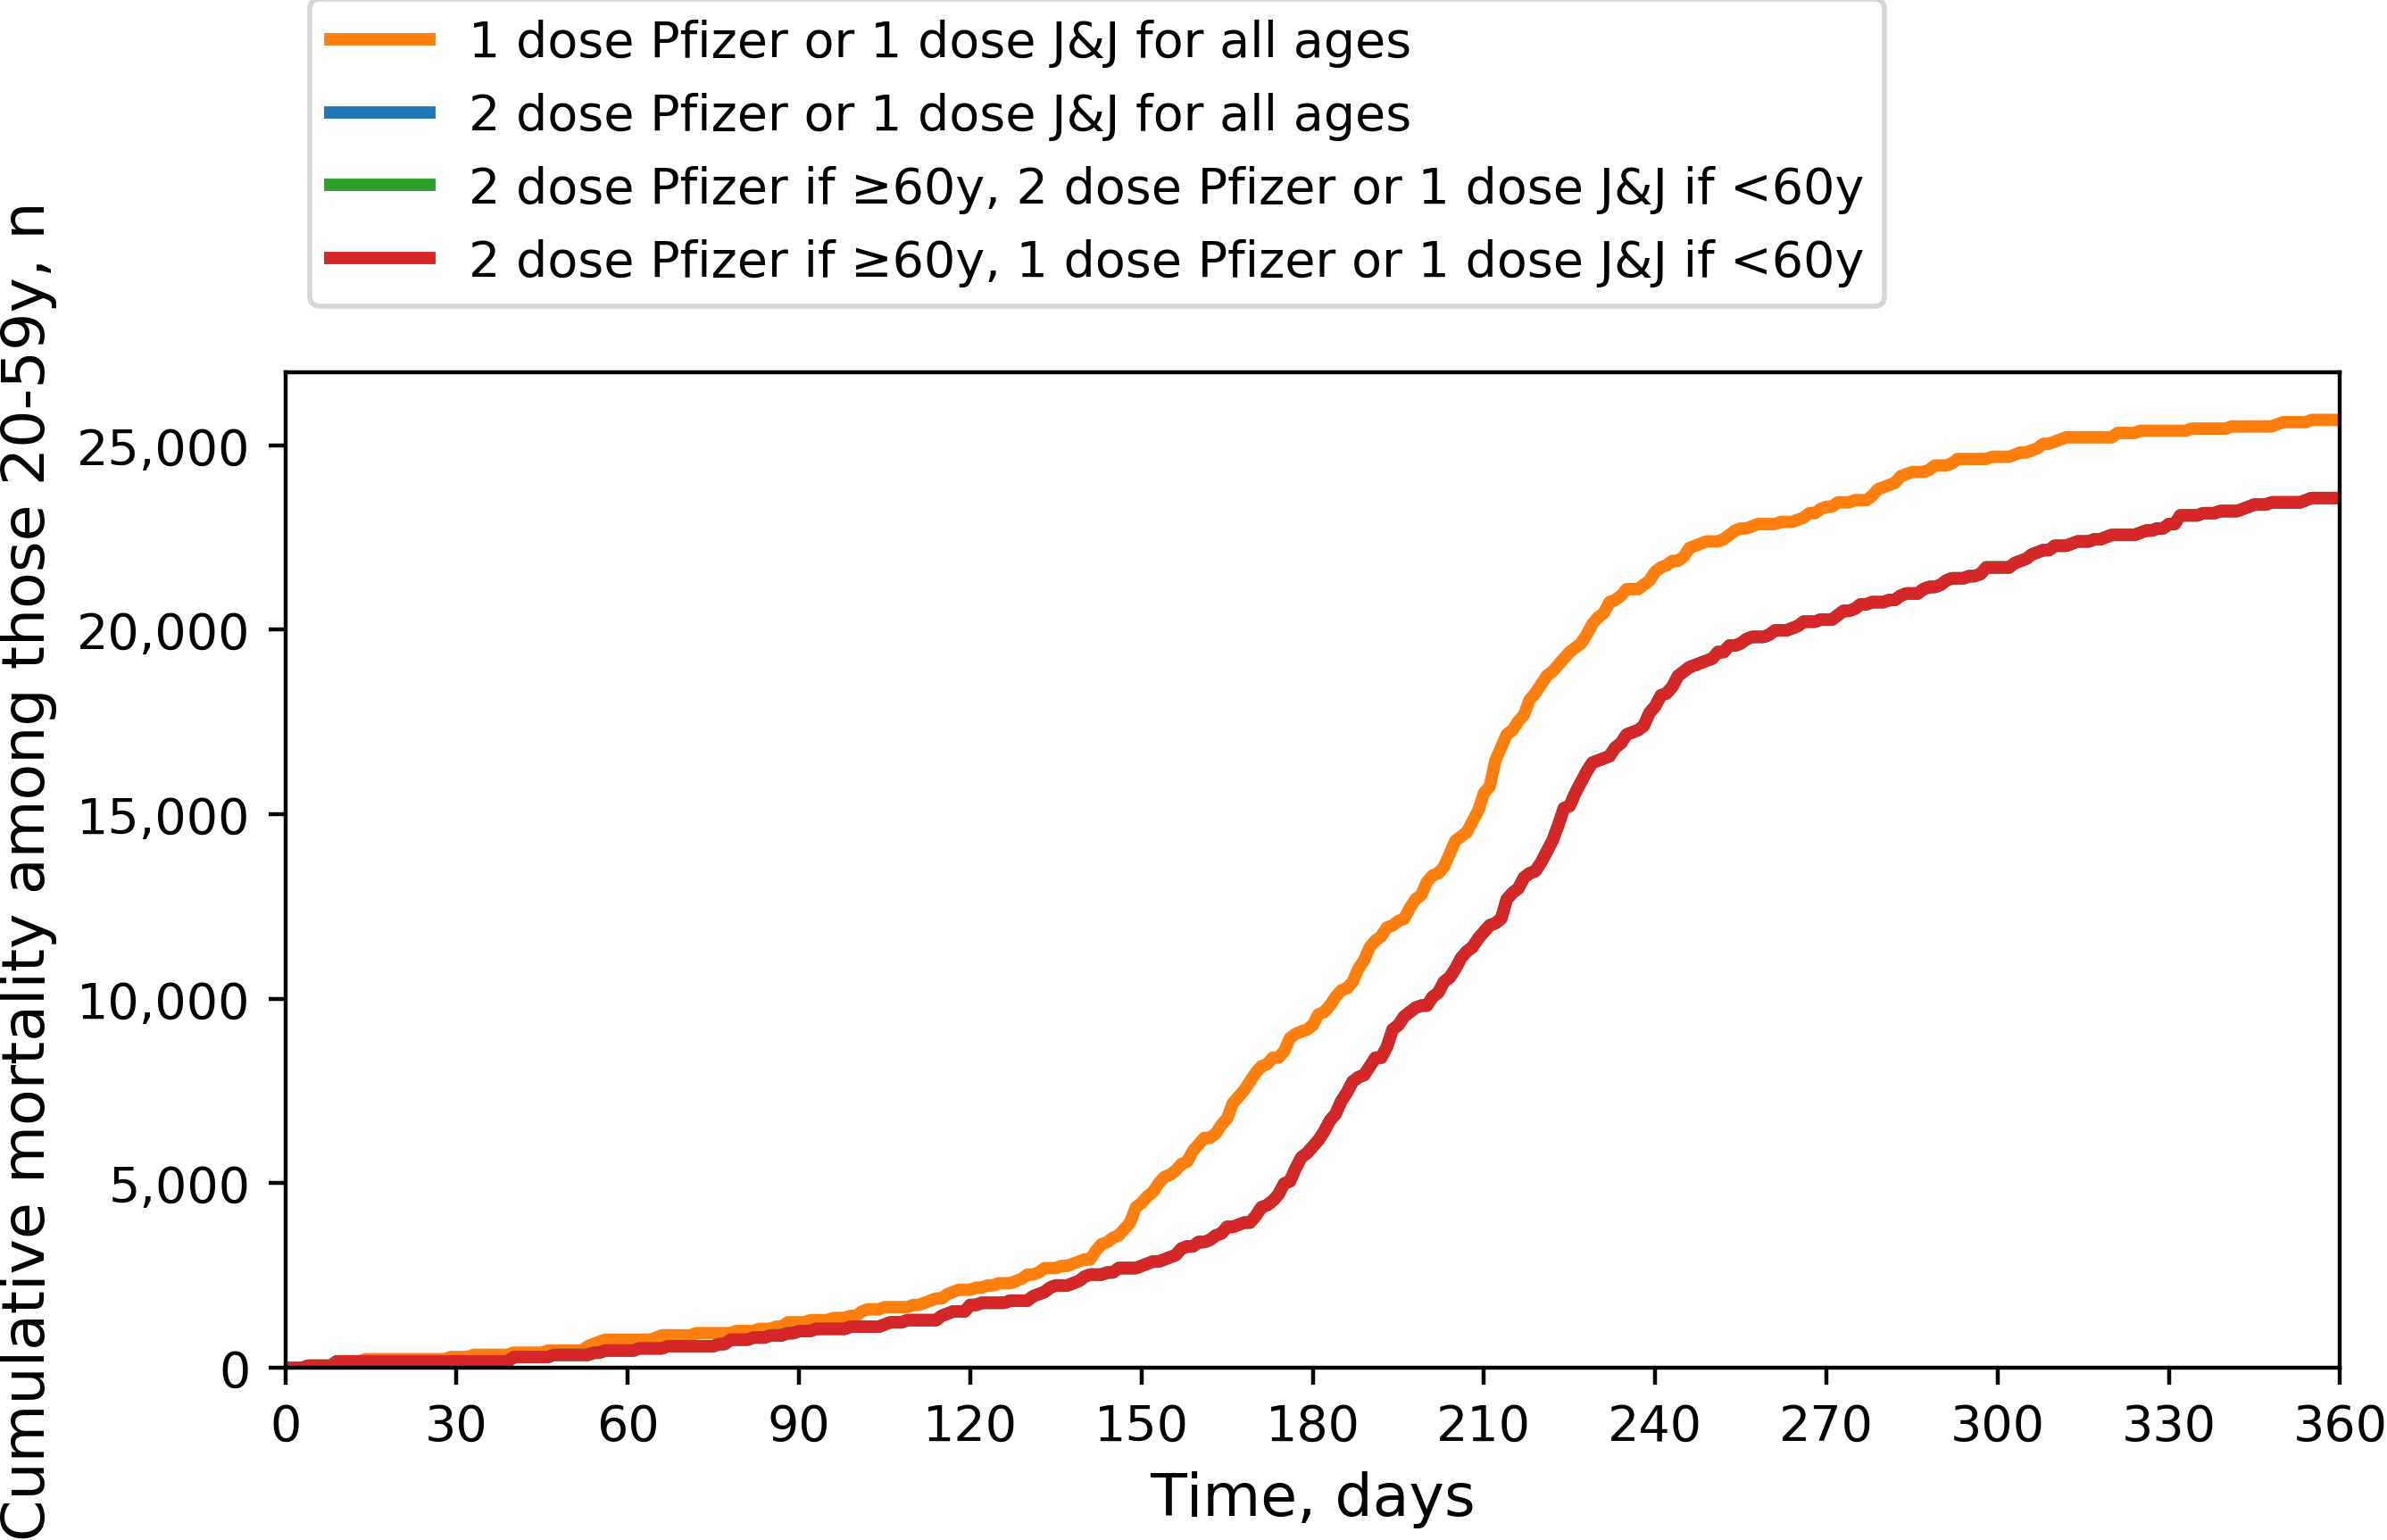 1 dose Pfizer or 1 dose J&J for all ages
2 dose Pfizer or 1 dose J&J for all ages
2 dose Pfizer if ≥60y, 2 dose Pfizer or 1 dose J&J if <60y
2 dose Pfizer if ≥60y, 1 dose Pfizer or 1 dose J&J if <60y
Cumulative mortality among those 20-59y, n
25,000
20,000
15,000
10,000
5,000
0
0 30 60 90 120 150 180 210 240 270 300 330 360
Time, days